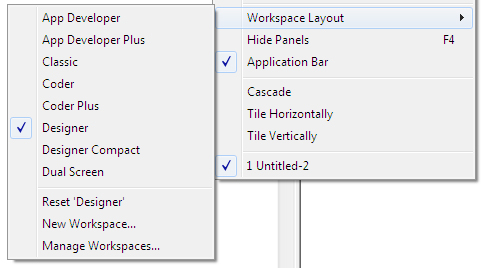 Workspace Layout
Hide Panels F4
Application Bar
Cascade
Tile Horizontally
Tile Vertically
1 Untitled-2
App Developer
App Developer Plus
Classic
Coder
Coder Plus
Designer
Designer Compact
Dual Screen
Reset 'Designer'
New Workspace...
Manage Workspaces...